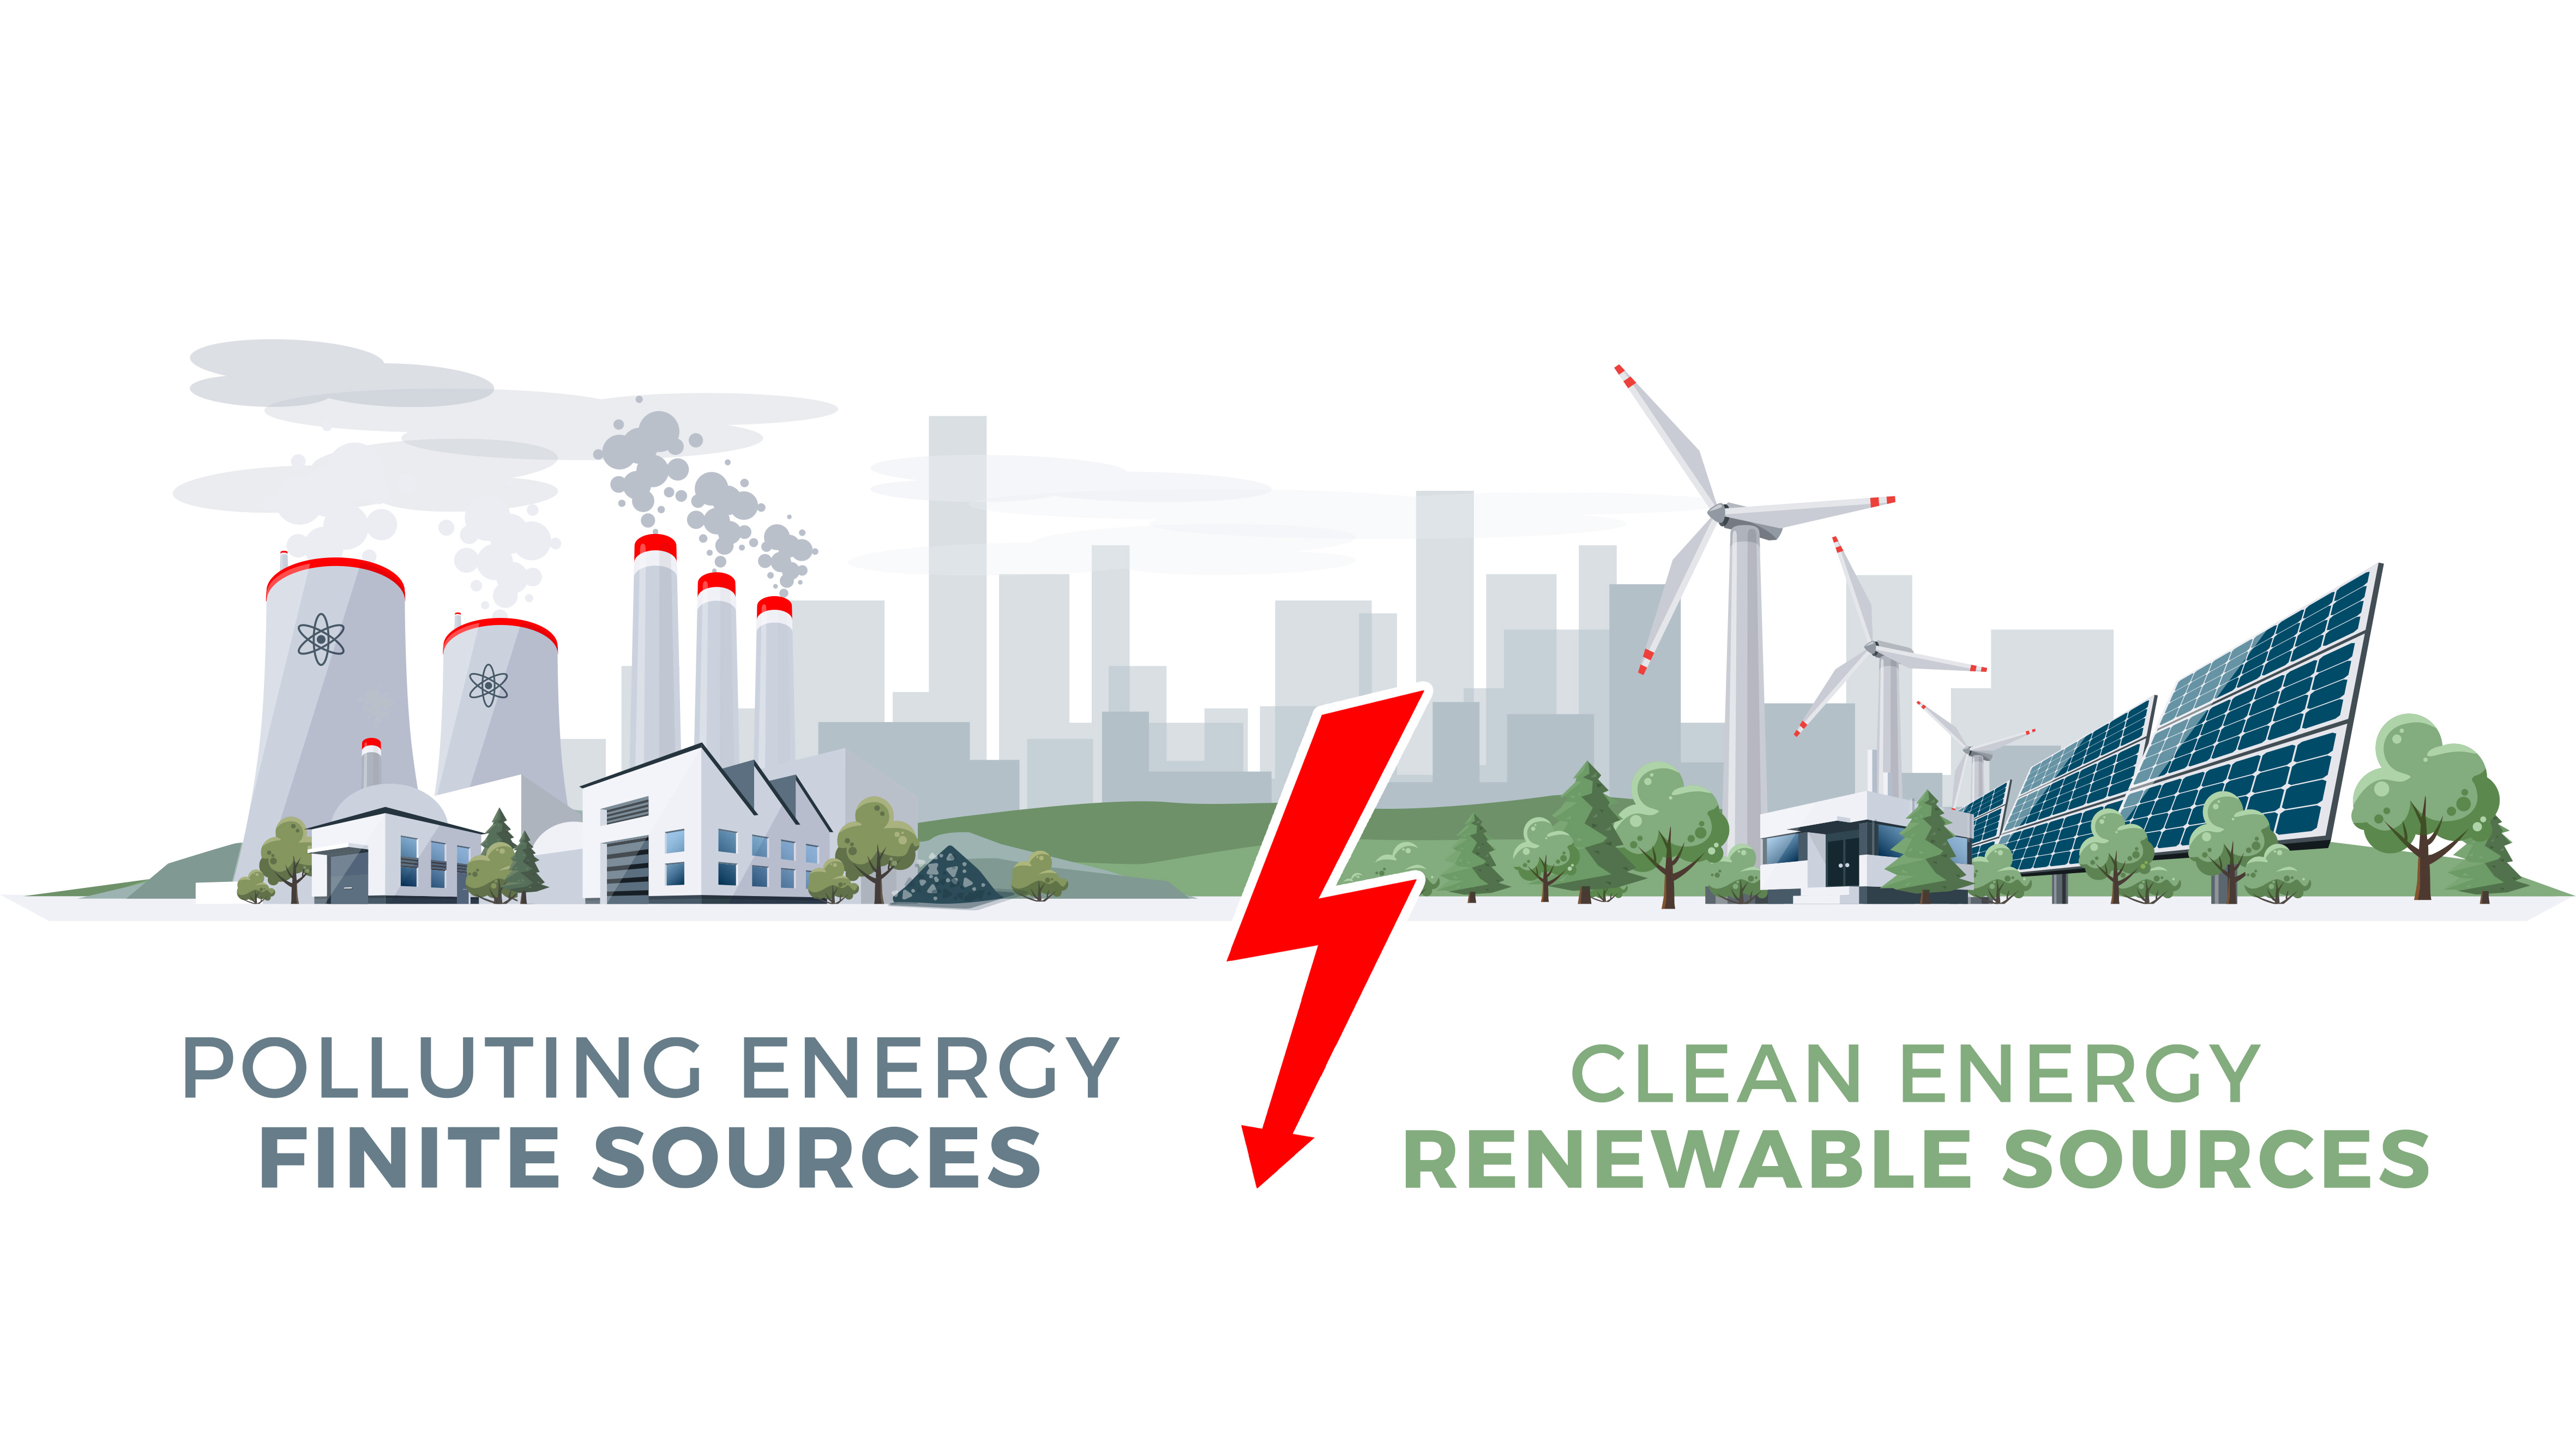 POLLUTING ENERGY
FINITE SOURCES
CLEAN ENERGY
RENEWABLE SOURCES